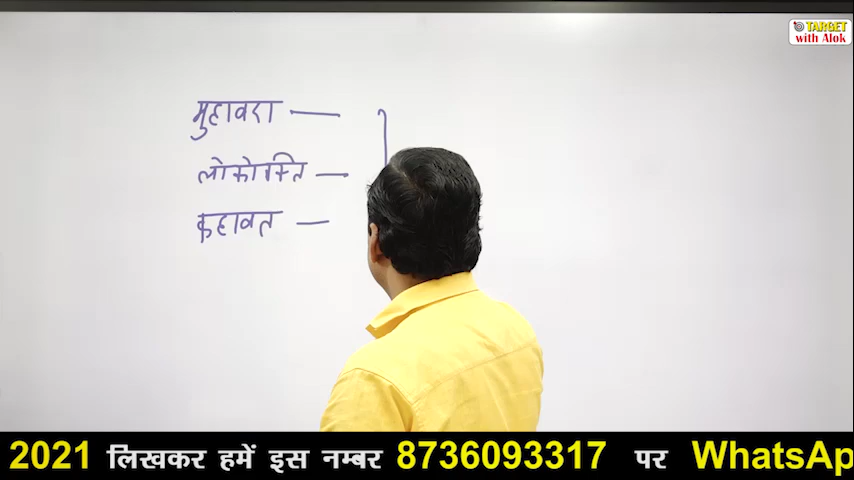 TARGET
with Alok
मुहावरा —
लोकोक्ति —
कहावत —
2021 लिखकर हमें इस नम्बर 8736093317 पर WhatsAp